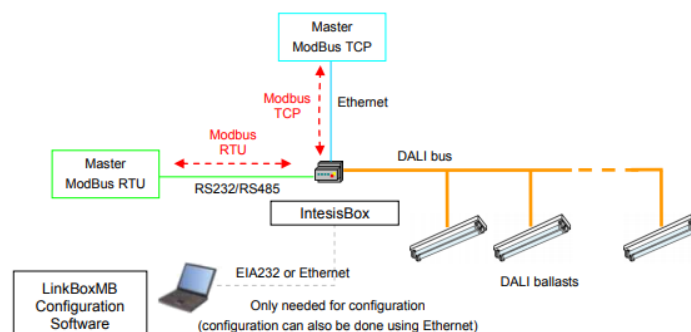 Master
ModBus TCP
Modbus
TCP
Ethernet
Modbus
RTU
DALI bus
Master
ModBus RTU
RS232/RS485
IntesisBox
EIA232 or Ethernet
DALI ballasts
LinkBoxMB
Configuration
Software
Only needed for configuration
(configuration can also be done using Ethernet)